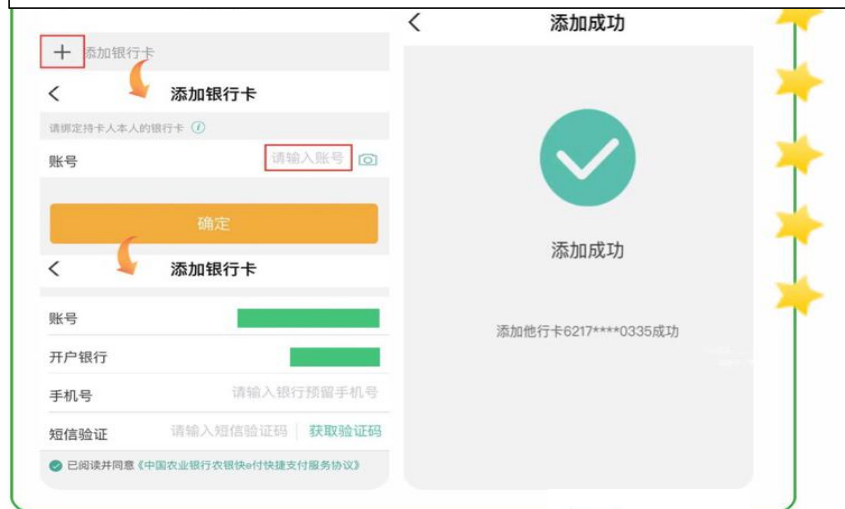 添加银行卡
添加银行卡
请绑定持卡人本人的银行卡
账号 请输入账号
确定
添加银行卡
账号
开户银行
手机号 请输入银行预留手机号
短信验证 请输入短信验证码 获取验证码
已阅读并同意《中国农业银行农银快e付快捷支付服务协议》
添加成功
添加成功
添加他行卡6217****0335成功